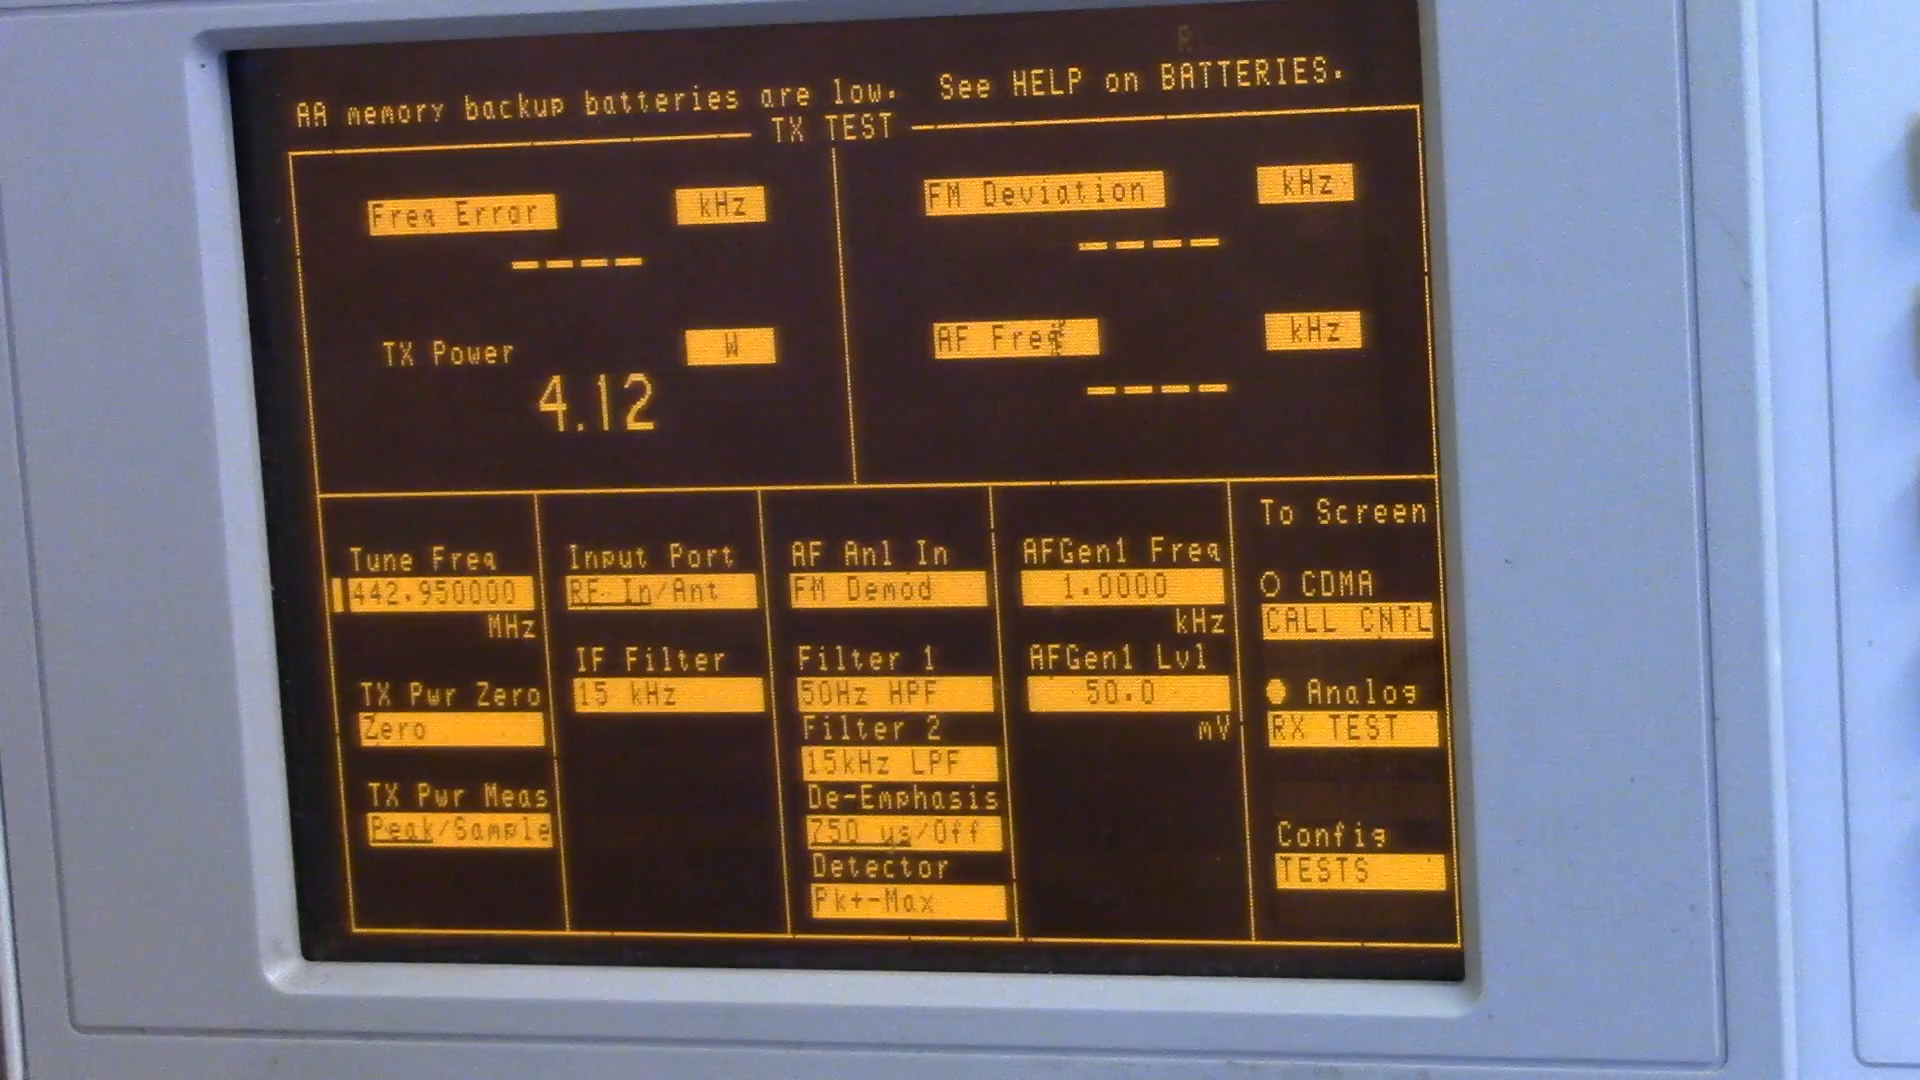 AA memory backup batteries are low. See HELP on BATTERIES.
TX TEST
Freq Error kHz
----
FM Deviation kHz
----
TX Power W
4.12
AF Freq kHz
----
Tune Freq
442.950000
MHz
TX Pwr Zero
Zero
TX Pwr Meas
Peak/Sample
Input Port
RF In/Ant
IF Filter
15 kHz
AF Anl In
FM Demod
Filter 1
50Hz HPF
Filter 2
15kHz LPF
De-Emphasis
750 µs/Off
Detector
Pk+-Max
AFGen1 Freq
1.0000
kHz
AFGen1 Lvl
50.0
mV
To Screen
CDMA
CALL CNTL
Analog
RX TEST
Config
TESTS